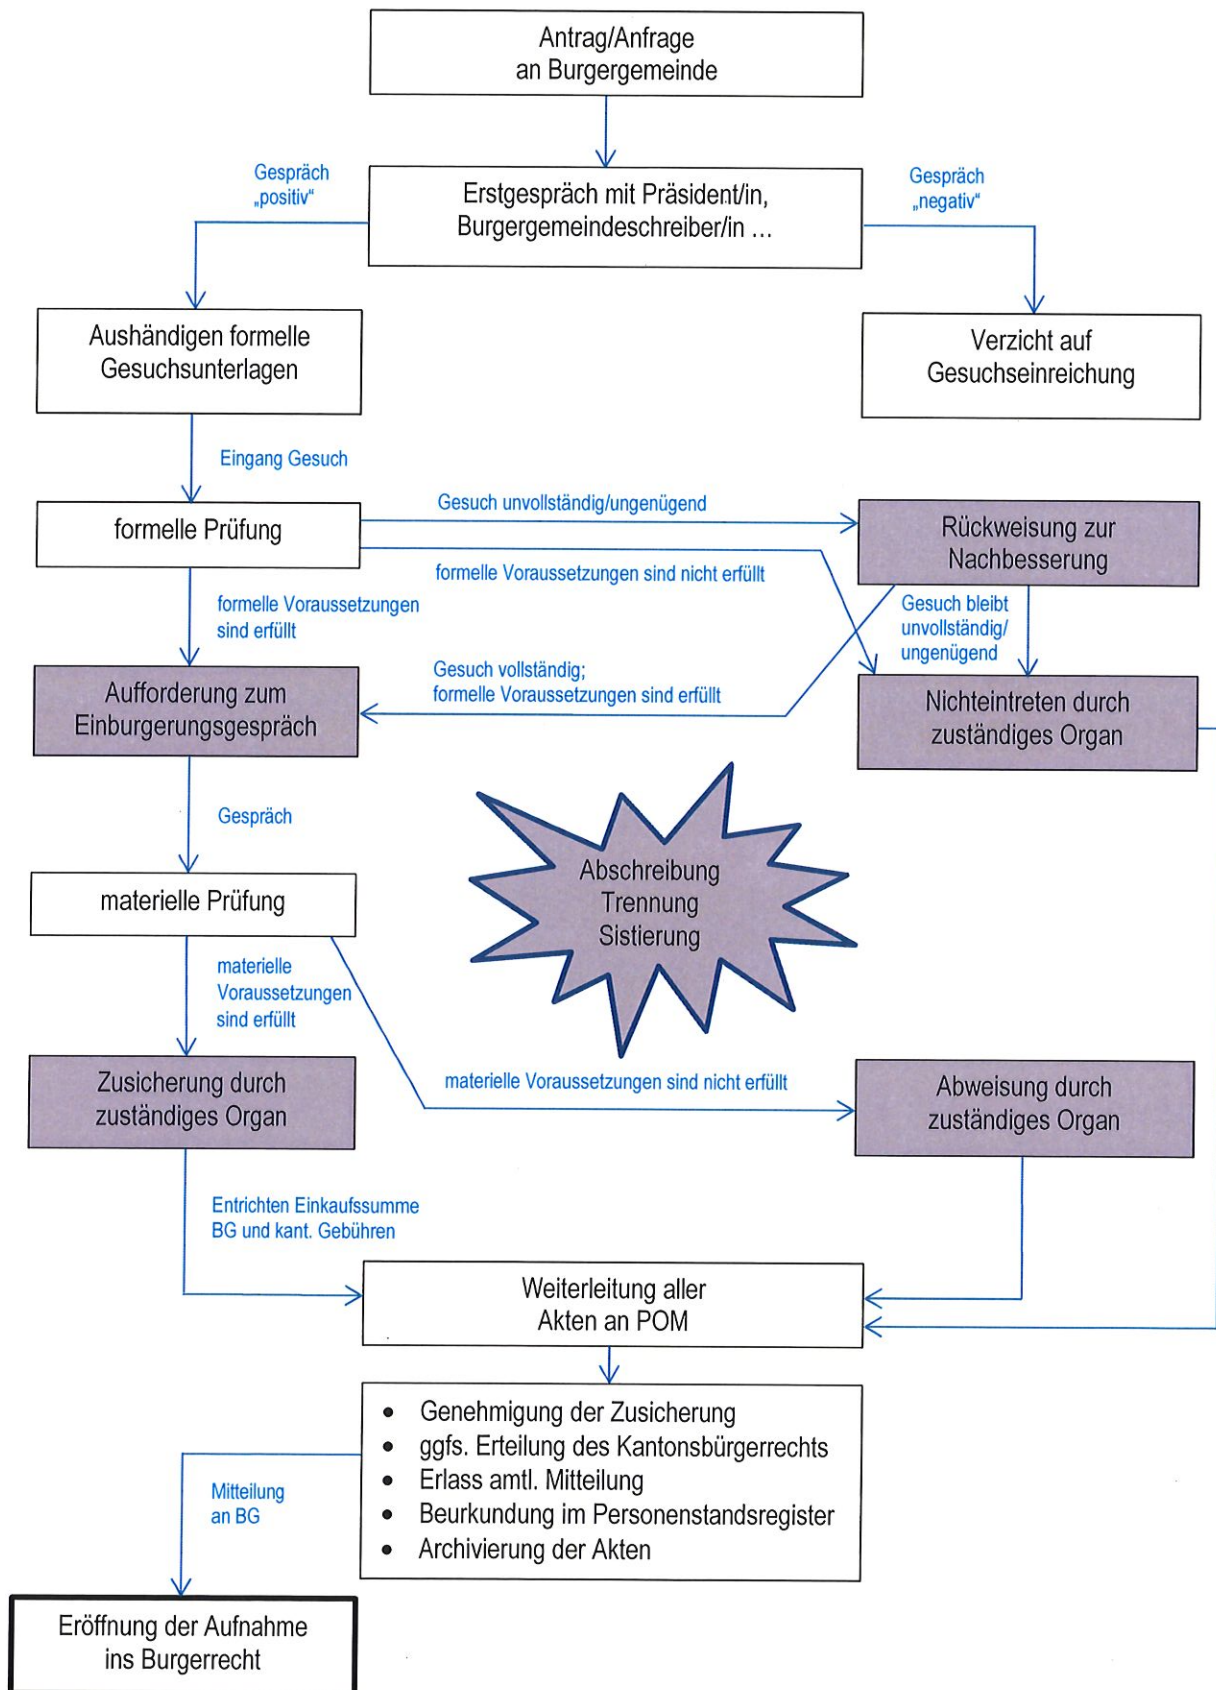 Antrag/Anfrage
an Burgergemeinde
Gespräch
„positiv“
Erstgespräch mit Präsident/in,
Burgergemeindeschreiber/in ...
Gespräch
„negativ“
Aushändigen formelle
Gesuchsunterlagen
Verzicht auf
Gesuchseinreichung
Eingang Gesuch
formelle Prüfung
Gesuch unvollständig/ungenügend
Rückweisung zur
Nachbesserung
formelle Voraussetzungen sind nicht erfüllt
formelle Voraussetzungen
sind erfüllt
Gesuch bleibt
unvollständig/
ungenügend
Aufforderung zum
Einburgerungsgespräch
Gesuch vollständig;
formelle Voraussetzungen sind erfüllt
Nichteintreten durch
zuständiges Organ
Gespräch
Abschreibung
Trennung
Sistierung
materielle Prüfung
materielle
Voraussetzungen
sind erfüllt
Zusicherung durch
zuständiges Organ
materielle Voraussetzungen sind nicht erfüllt
Abweisung durch
zuständiges Organ
Entrichten Einkaufssumme
BG und kant. Gebühren
Weiterleitung aller
Akten an POM
• Genehmigung der Zusicherung
• ggfs. Erteilung des Kantonsbürgerrechts
• Erlass amtl. Mitteilung
• Beurkundung im Personenstandsregister
• Archivierung der Akten
Mitteilung
an BG
Eröffnung der Aufnahme
ins Burgerrecht